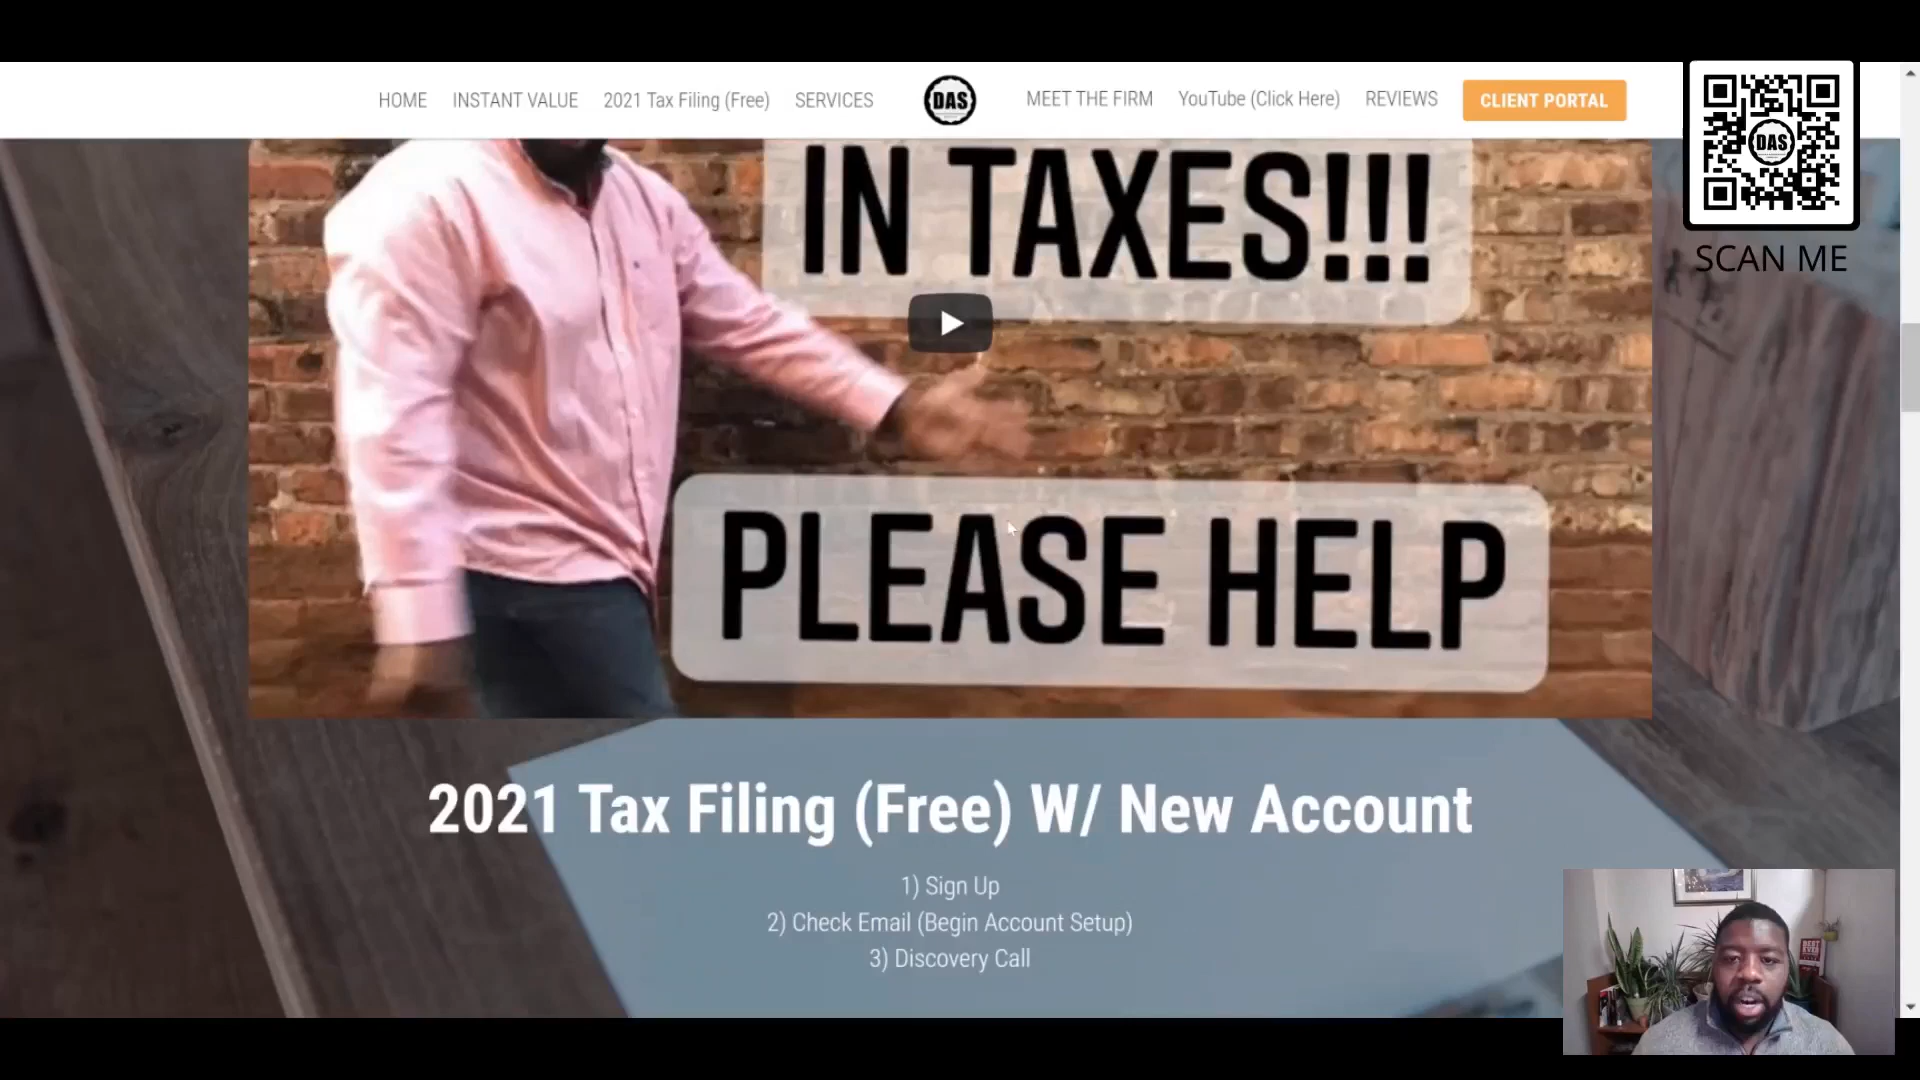 HOME INSTANT VALUE 2021 Tax Filing (Free) SERVICES DAS MEET THE FIRM YouTube (Click Here) REVIEWS CLIENT PORTAL
DAS
SCAN ME
IN TAXES!!!
PLEASE HELP
2021 Tax Filing (Free) W/ New Account
1) Sign Up
2) Check Email (Begin Account Setup)
3) Discovery Call